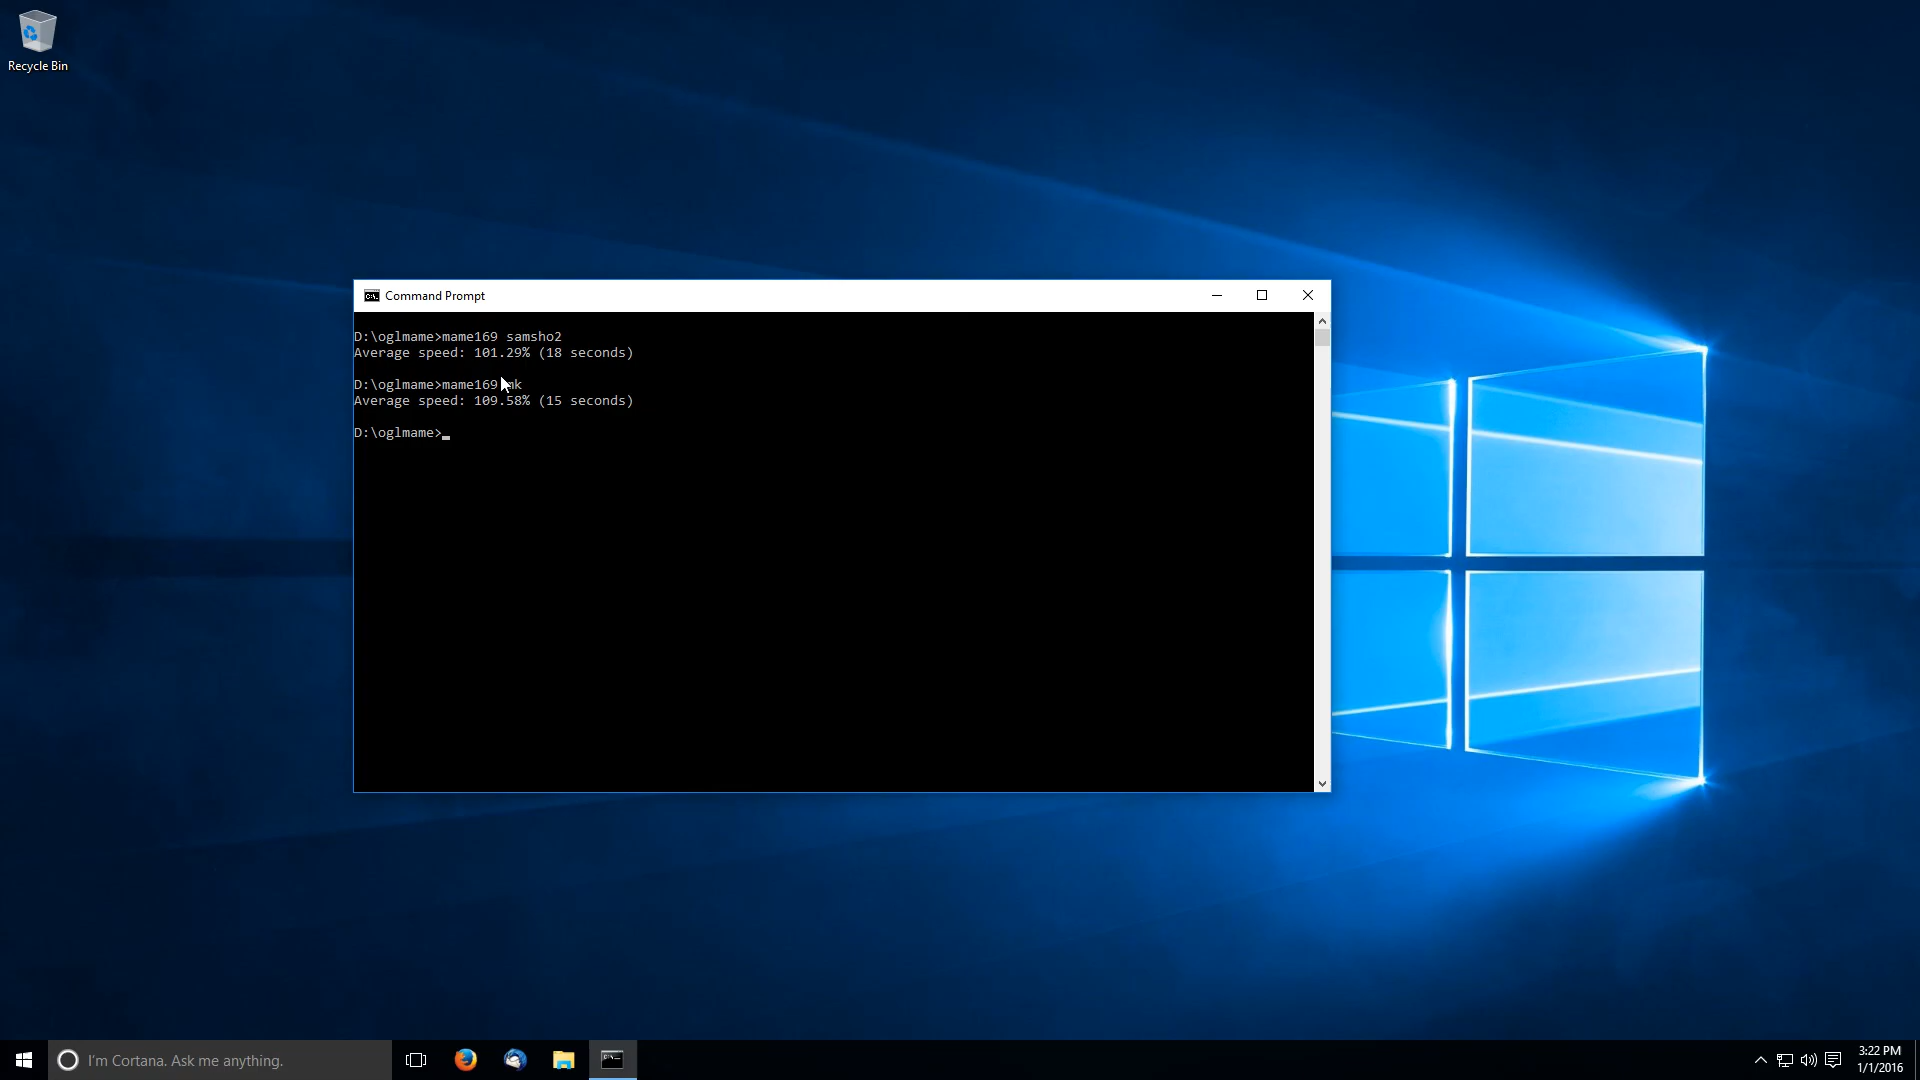 Recycle Bin
Command Prompt
D:\oglmame>mame169 samsho2
Average speed: 101.29% (18 seconds)
D:\oglmame>mame169 mk
Average speed: 109.58% (15 seconds)
D:\oglmame>_
I'm Cortana. Ask me anything.
3:22 PM
1/1/2016